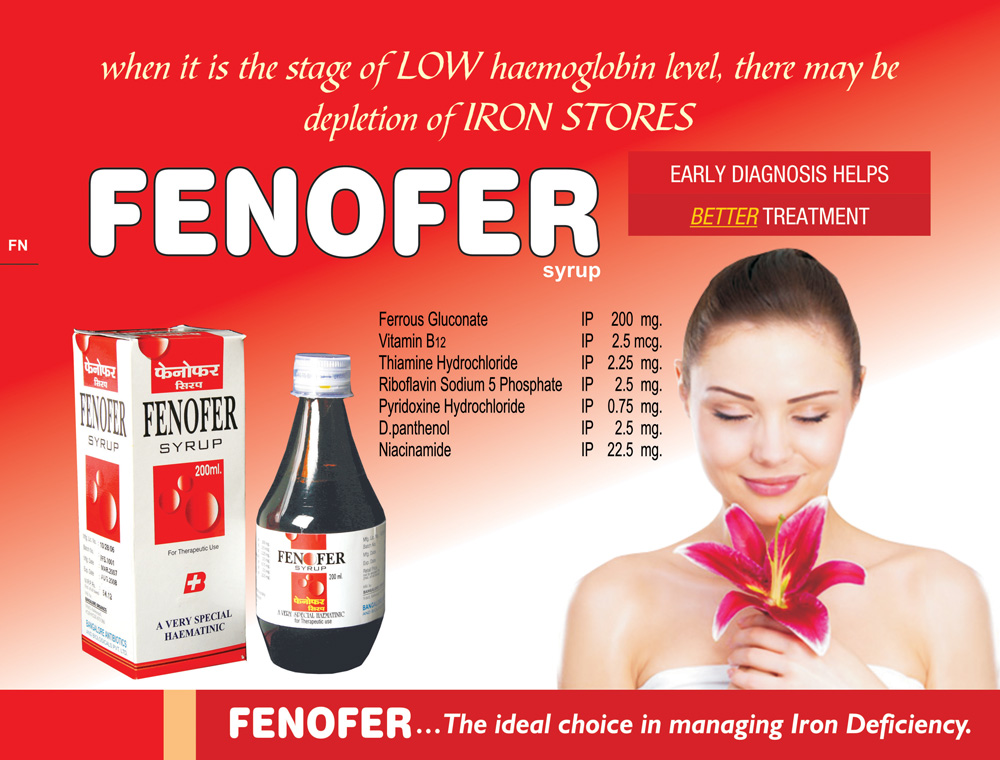 when it is the stage of LOW haemoglobin level, there may be
depletion of IRON STORES
FENOFER
syrup
EARLY DIAGNOSIS HELPS
BETTER TREATMENT
FN
Ferrous Gluconate IP 200 mg.
Vitamin B12 IP 2.5 mcg.
Thiamine Hydrochloride IP 2.25 mg.
Riboflavin Sodium 5 Phosphate IP 2.5 mg.
Pyridoxine Hydrochloride IP 0.75 mg.
D.panthenol IP 2.5 mg.
Niacinamide IP 22.5 mg.
फेनोफर
सिरप
FENOFER
SYRUP
BANGALORE ANTIBIOTICS
फेनोफर
सिरप
FENOFER
SYRUP
200ml.
For Therapeutic Use
B
A VERY SPECIAL
HAEMATINIC
FENOFER
SYRUP
200 ml.
फेनोफर
सिरप
A VERY SPECIAL HAEMATINIC
for Therapeutic use
FENOFER...The ideal choice in managing Iron Deficiency.